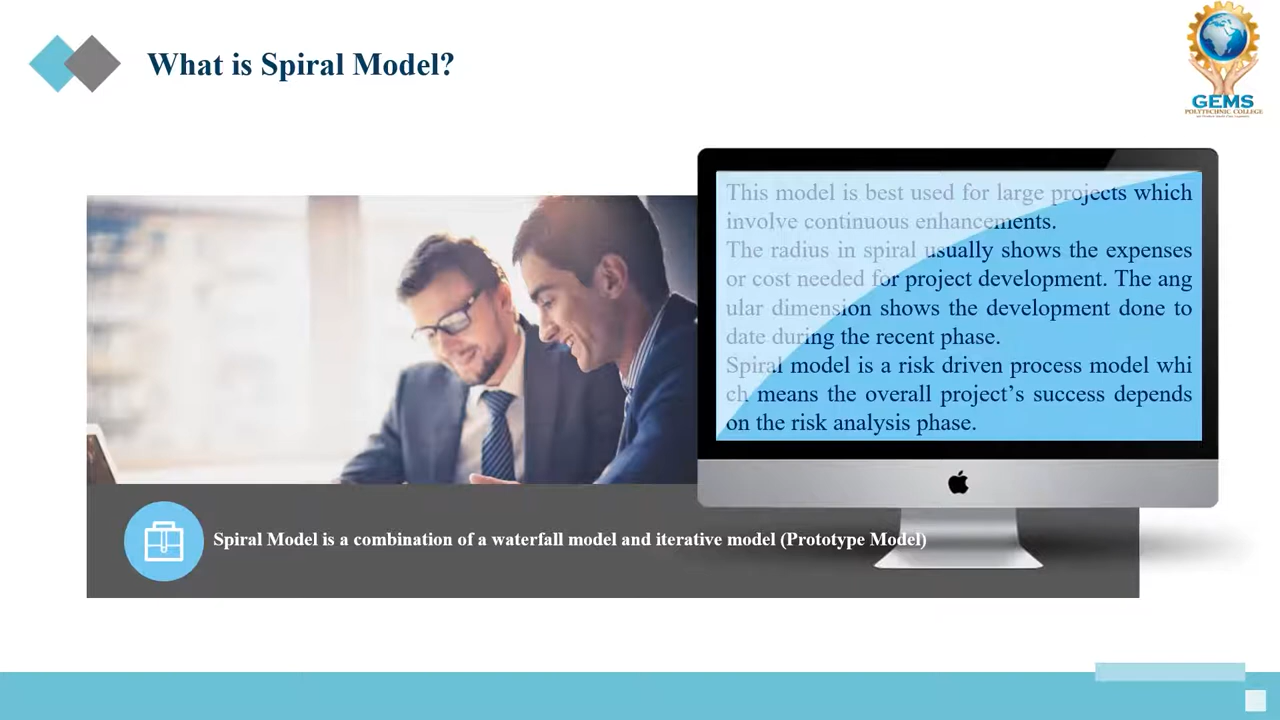 What is Spiral Model?
GEMS
POLYTECHNIC COLLEGE
This model is best used for large projects which
involve continuous enhancements.
The radius in spiral usually shows the expenses
or cost needed for project development. The ang
ular dimension shows the development done to
date during the recent phase.
Spiral model is a risk driven process model whi
ch means the overall project’s success depends
on the risk analysis phase.
Spiral Model is a combination of a waterfall model and iterative model (Prototype Model)